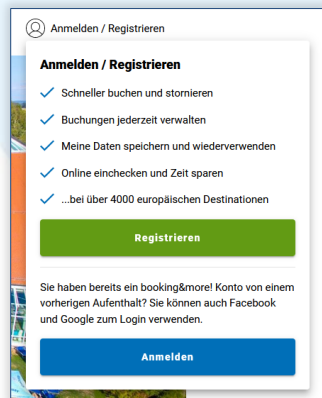 Anmelden / Registrieren
Anmelden / Registrieren
Schneller buchen und stornieren
Buchungen jederzeit verwalten
Meine Daten speichern und wiederverwenden
Online einchecken und Zeit sparen
...bei über 4000 europäischen Destinationen
Registrieren
Sie haben bereits ein booking&more! Konto von einem
vorherigen Aufenthalt? Sie können auch Facebook
und Google zum Login verwenden.
Anmelden